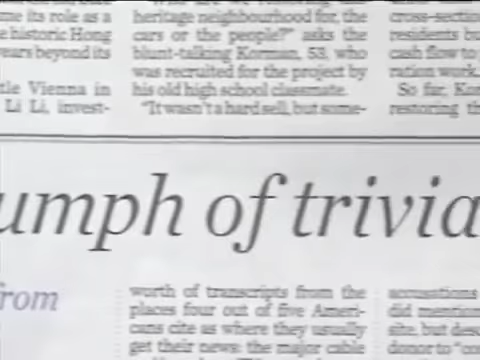 me its role as a
historic Hong
years beyond its
tle Vienna in
Li Li, invest-
heritage neighbourhood for, the
cars or the people?" asks the
blunt-talking Korman, 53, who
was recruited for the project by
his old high school classmate.
"It wasn't a hard sell, but some-
cross-section
residents bu
cash flow to
ration work.
So far, Kor
restoring th
umph of trivia
from
worth of transcripts from the
places four out of five Ameri-
cans cite as where they usually
get their news: the major cable
accusations
did mention
site, but des
donor to "co